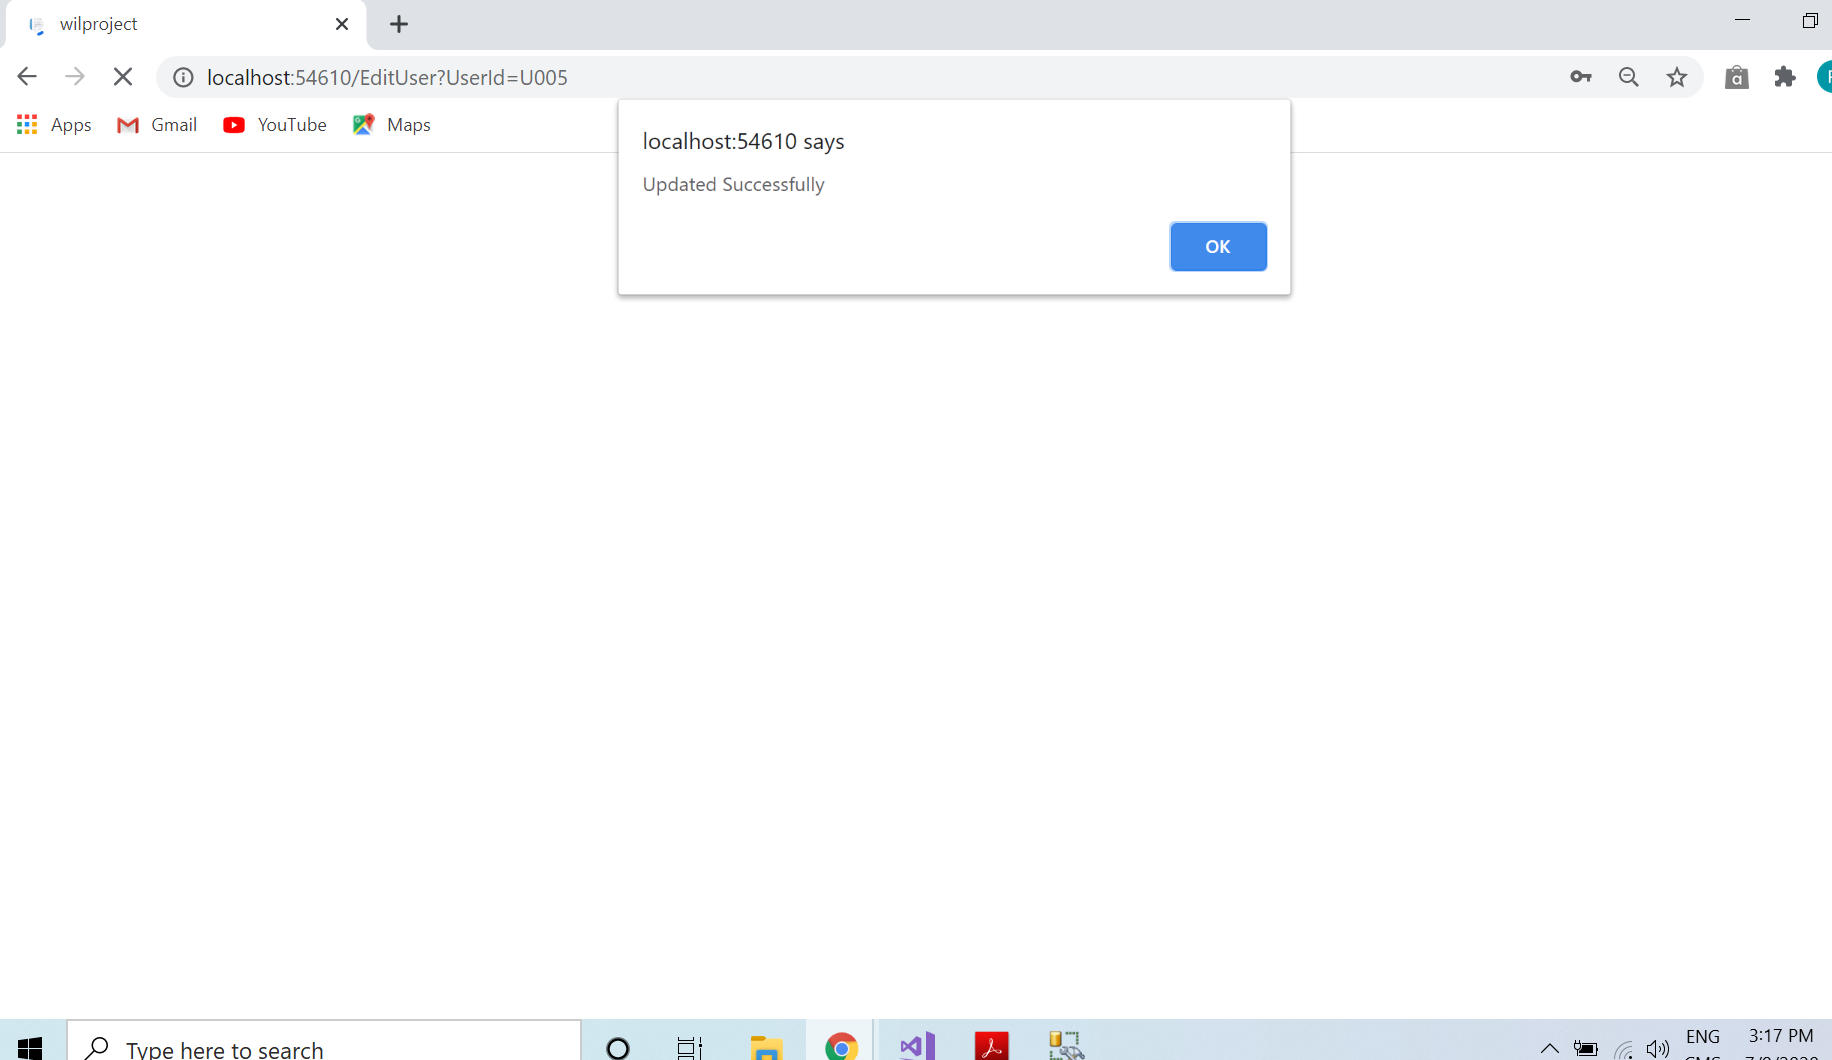 wilproject
localhost:54610/EditUser?UserId=U005
Apps Gmail YouTube Maps
localhost:54610 says
Updated Successfully
OK
Type here to search
ENG 3:17 PM